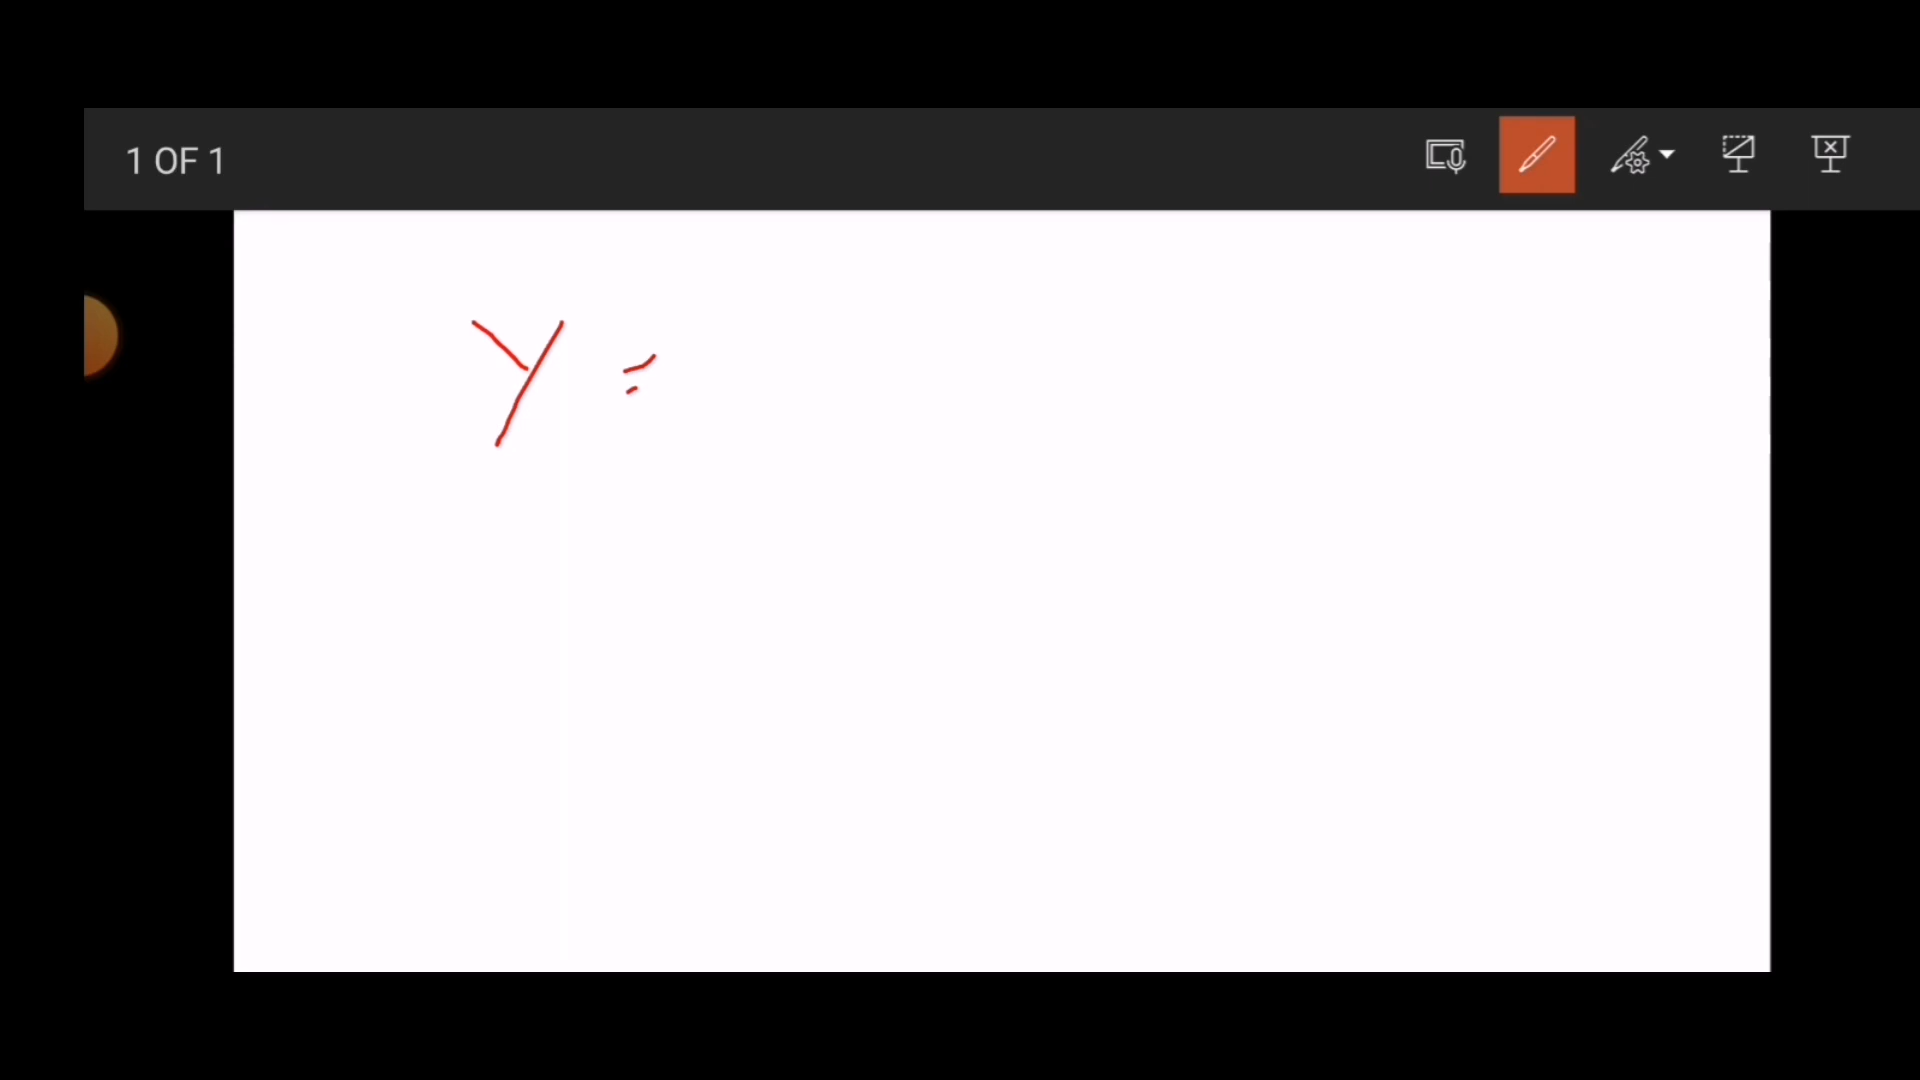 1 OF 1
y =